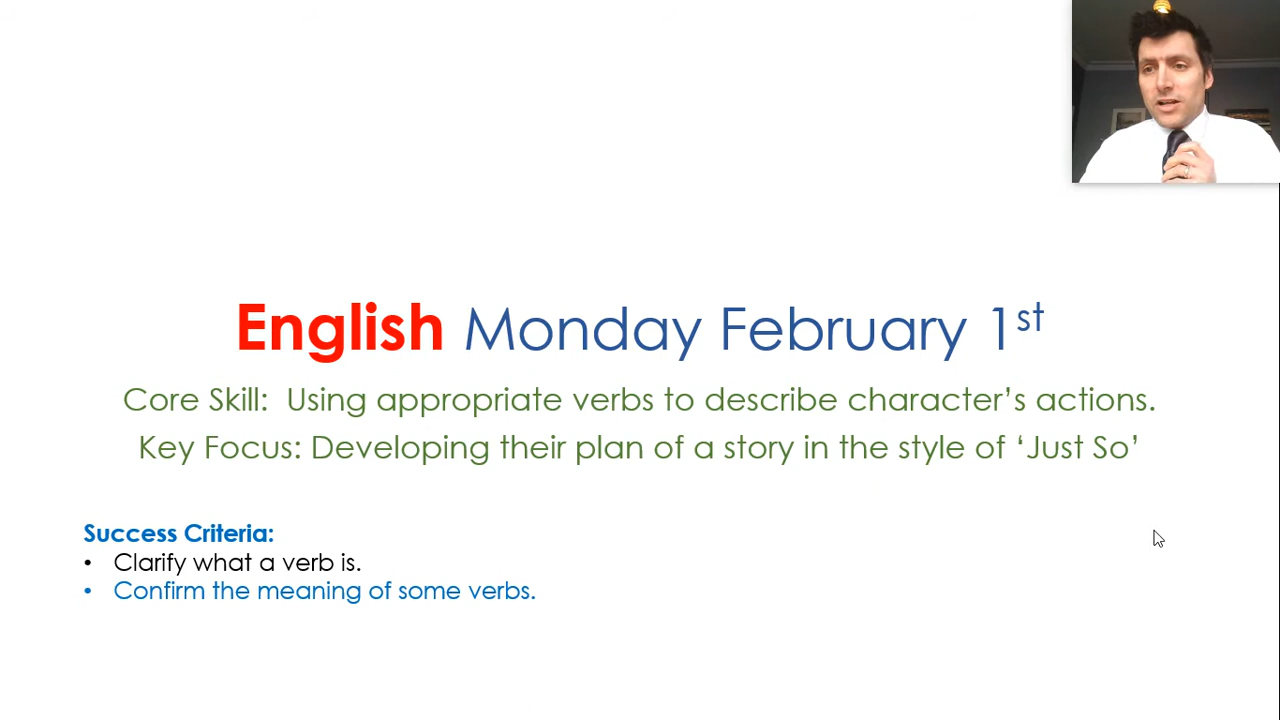 English Monday February 1st
Core Skill:  Using appropriate verbs to describe character’s actions.
Key Focus: Developing their plan of a story in the style of ‘Just So’
Success Criteria:
• Clarify what a verb is.
• Confirm the meaning of some verbs.